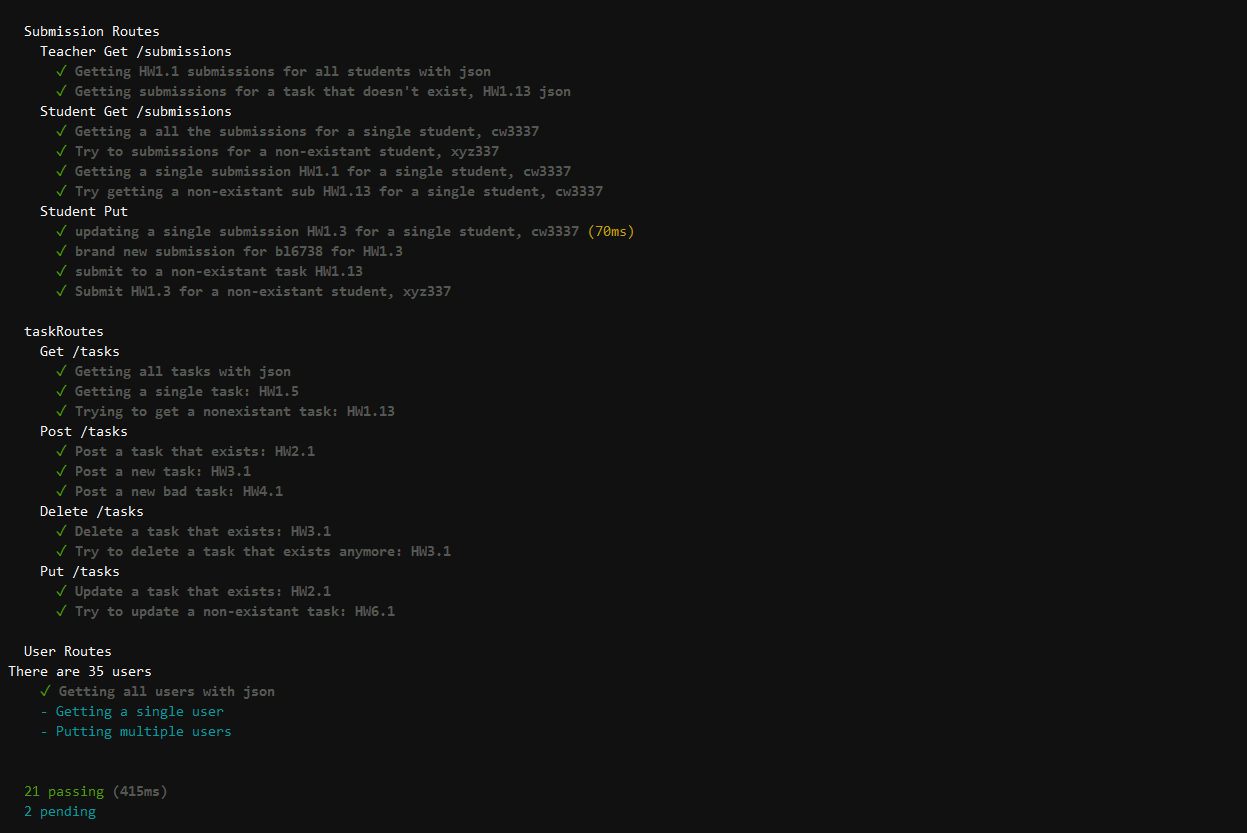 Submission Routes
Teacher Get /submissions
✓ Getting HW1.1 submissions for all students with json
✓ Getting submissions for a task that doesn't exist, HW1.13 json
Student Get /submissions
✓ Getting a all the submissions for a single student, cw3337
✓ Try to submissions for a non-existant student, xyz337
✓ Getting a single submission HW1.1 for a single student, cw3337
✓ Try getting a non-existant sub HW1.13 for a single student, cw3337
Student Put
✓ updating a single submission HW1.3 for a single student, cw3337 (70ms)
✓ brand new submission for bl6738 for HW1.3
✓ submit to a non-existant task HW1.13
✓ Submit HW1.3 for a non-existant student, xyz337
taskRoutes
Get /tasks
✓ Getting all tasks with json
✓ Getting a single task: HW1.5
✓ Trying to get a nonexistant task: HW1.13
Post /tasks
✓ Post a task that exists: HW2.1
✓ Post a new task: HW3.1
✓ Post a new bad task: HW4.1
Delete /tasks
✓ Delete a task that exists: HW3.1
✓ Try to delete a task that exists anymore: HW3.1
Put /tasks
✓ Update a task that exists: HW2.1
✓ Try to update a non-existant task: HW6.1
User Routes
There are 35 users
✓ Getting all users with json
- Getting a single user
- Putting multiple users
21 passing (415ms)
2 pending